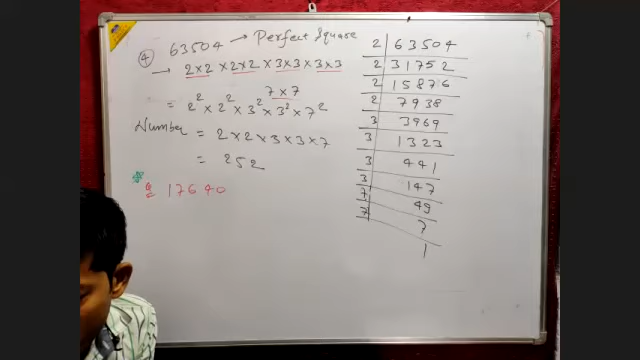 ④ 63504 → Perfect Square
→ 2×2 × 2×2 × 3×3 × 3×3 ×
7×7
= 2² × 2² × 3² × 3² × 7²
Number = 2 × 2 × 3 × 3 × 7
= 252
Q 17640
2 | 63504
2 | 31752
2 | 15876
2 | 7938
3 | 3969
3 | 1323
3 | 441
3 | 147
7 | 49
7 | 7
1